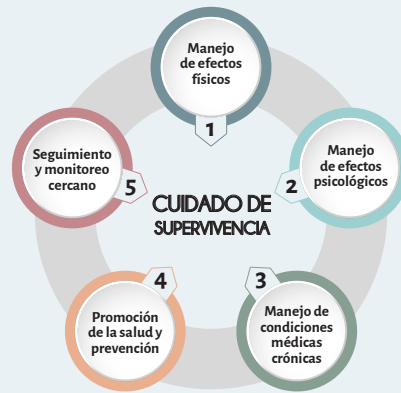 Manejo
de efectos
físicos
1
Manejo
de efectos
psicológicos
2
Manejo de
condiciones
médicas
crónicas
3
Promoción
de la salud y
prevención
4
Seguimiento
y monitoreo
cercano
5
CUIDADO DE
SUPERVIVENCIA